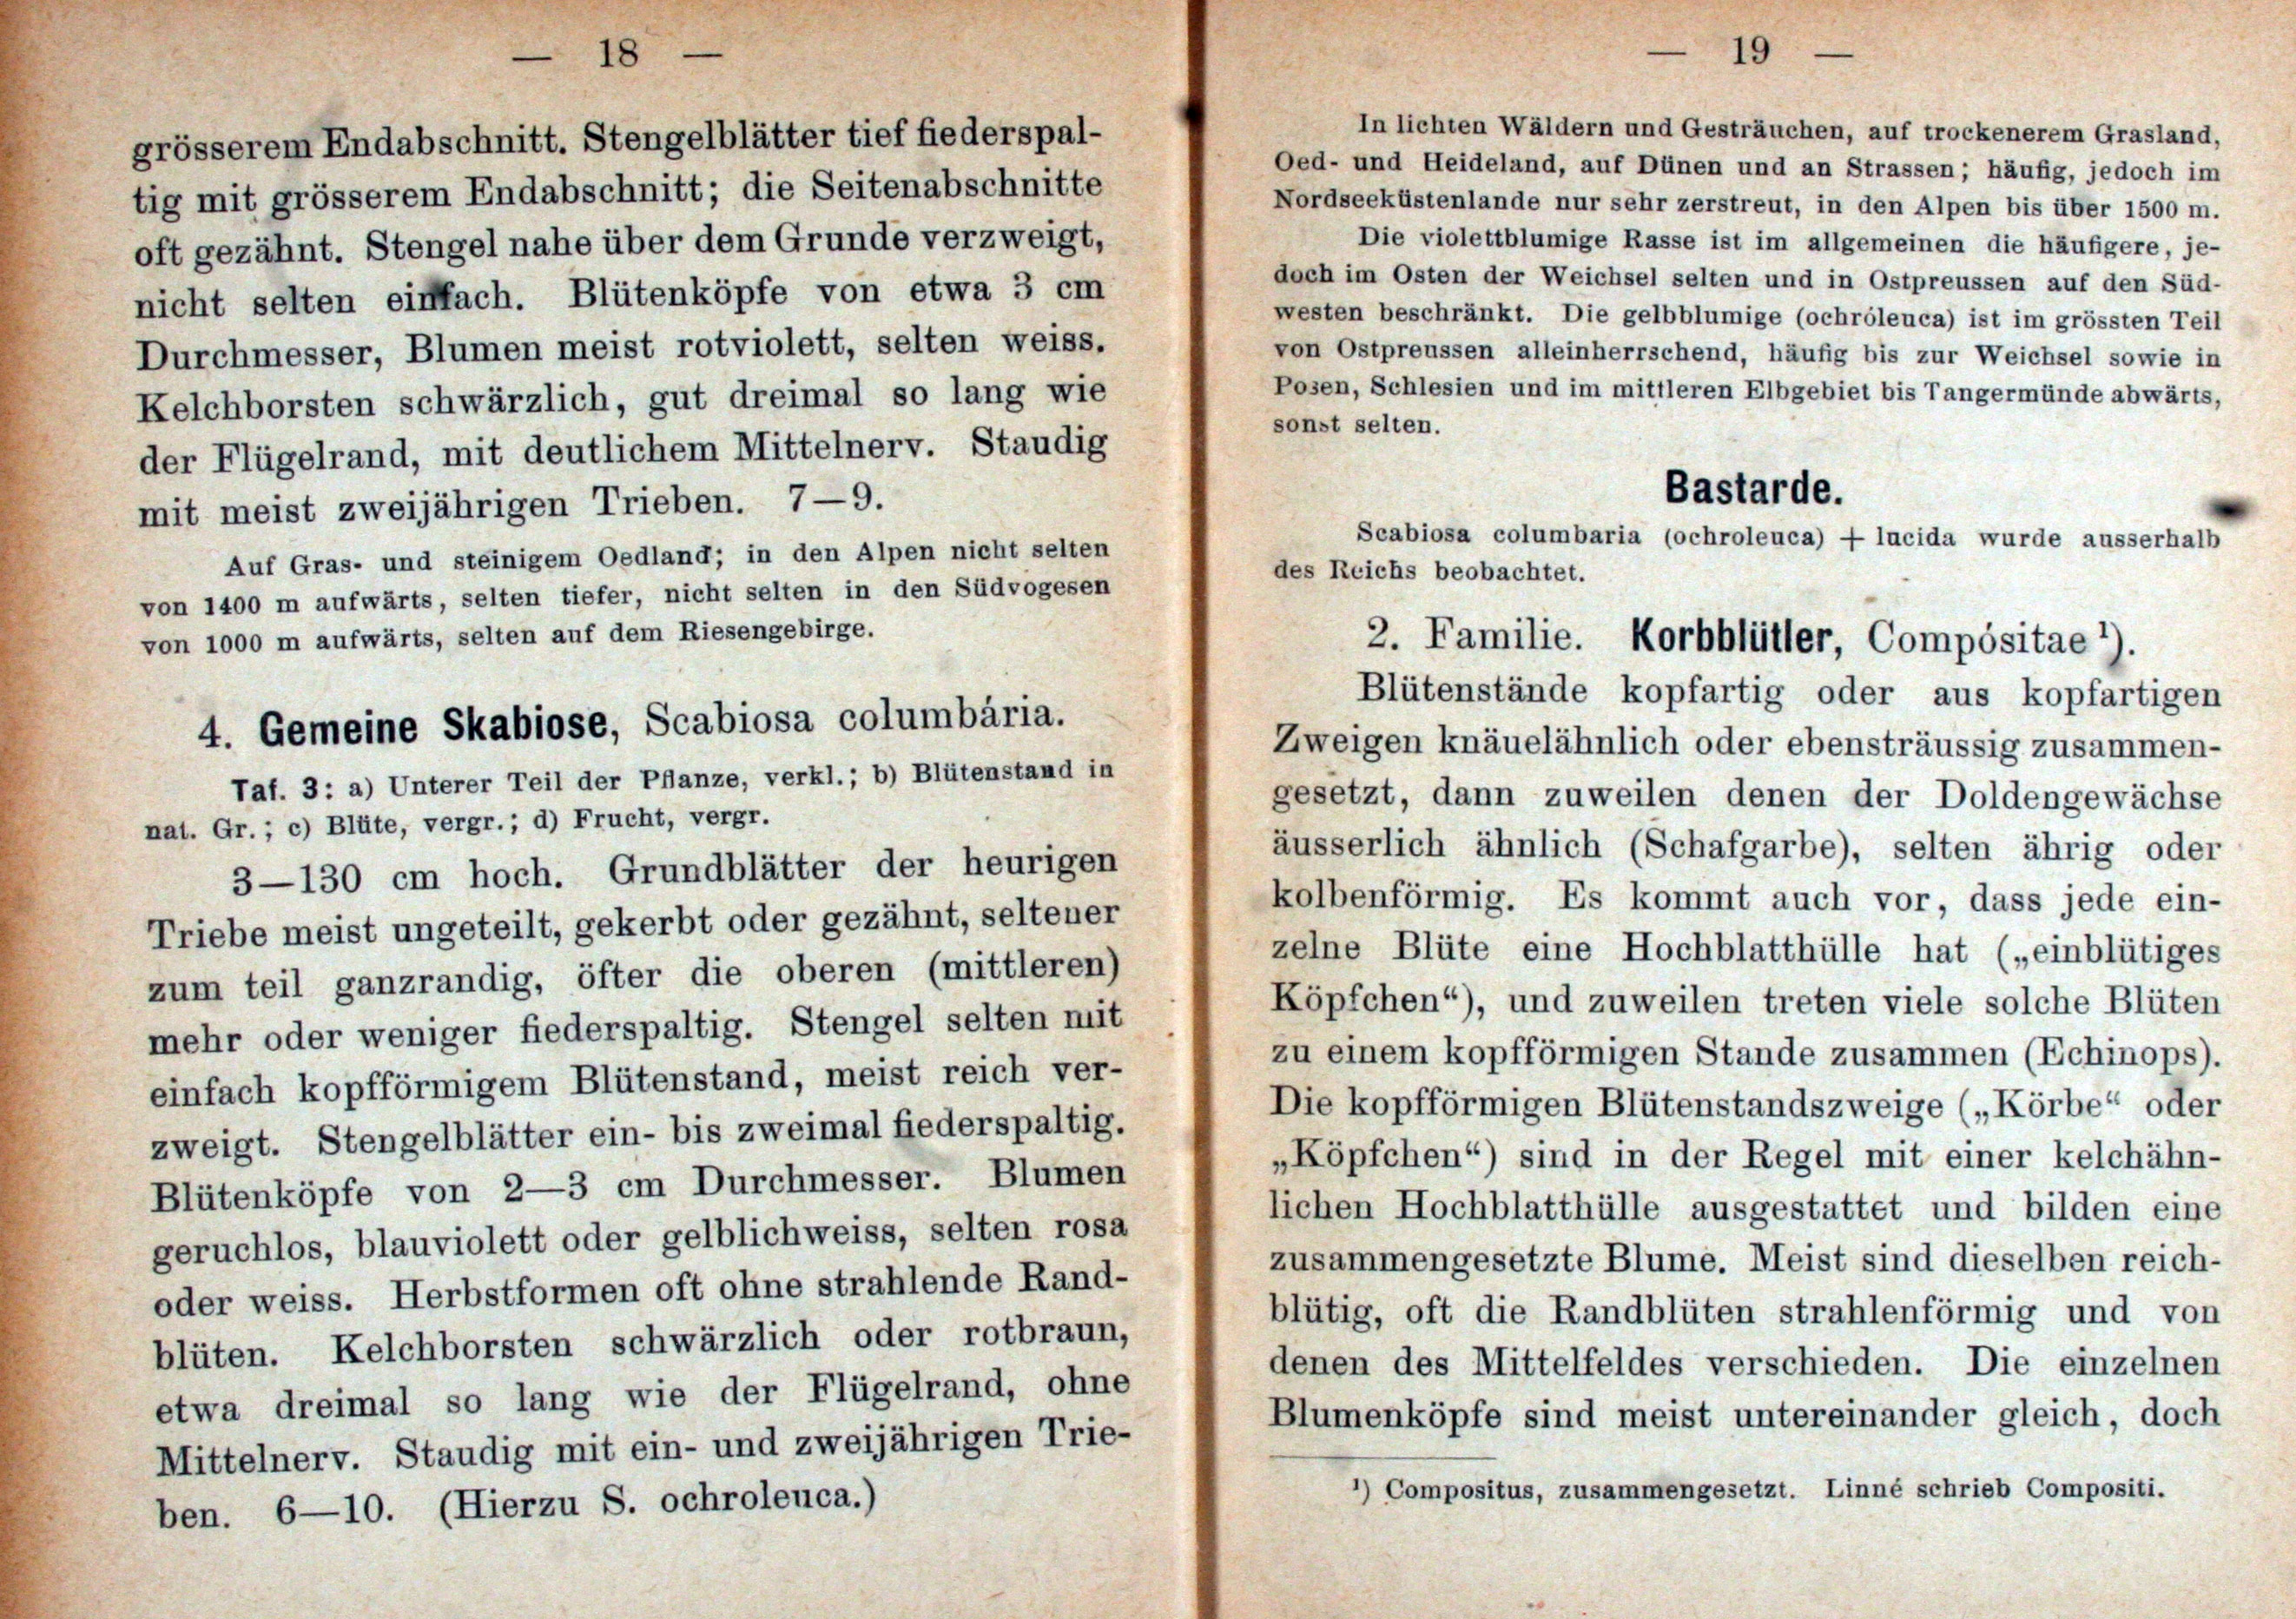 — 18 —
grösserem Endabschnitt. Stengelblätter tief fiederspal-
tig mit grösserem Endabschnitt; die Seitenabschnitte
oft gezähnt. Stengel nahe über dem Grunde verzweigt,
nicht selten einfach. Blütenköpfe von etwa 3 cm
Durchmesser, Blumen meist rotviolett, selten weiss.
Kelchborsten schwärzlich, gut dreimal so lang wie
der Flügelrand, mit deutlichem Mittelnerv. Staudig
mit meist zweijährigen Trieben. 7—9.
Auf Gras- und steinigem Oedland; in den Alpen nicht selten
von 1400 m aufwärts, selten tiefer, nicht selten in den Südvogesen
von 1000 m aufwärts, selten auf dem Riesengebirge.
4. Gemeine Skabiose, Scabiosa columbária.
Taf. 3: a) Unterer Teil der Pflanze, verkl.; b) Blütenstand in
nat. Gr.; c) Blüte, vergr.; d) Frucht, vergr.
3—130 cm hoch. Grundblätter der heurigen
Triebe meist ungeteilt, gekerbt oder gezähnt, seltener
zum teil ganzrandig, öfter die oberen (mittleren)
mehr oder weniger fiederspaltig. Stengel selten mit
einfach kopfförmigem Blütenstand, meist reich ver-
zweigt. Stengelblätter ein- bis zweimal fiederspaltig.
Blütenköpfe von 2—3 cm Durchmesser. Blumen
geruchlos, blauviolett oder gelblichweiss, selten rosa
oder weiss. Herbstformen oft ohne strahlende Rand-
blüten. Kelchborsten schwärzlich oder rotbraun,
etwa dreimal so lang wie der Flügelrand, ohne
Mittelnerv. Staudig mit ein- und zweijährigen Trie-
ben. 6—10. (Hierzu S. ochroleuca.)
— 19 —
In lichten Wäldern und Gesträuchen, auf trockenerem Grasland,
Oed- und Heideland, auf Dünen und an Strassen; häufig, jedoch im
Nordseeküstenlande nur sehr zerstreut, in den Alpen bis über 1500 m.
Die violettblumige Rasse ist im allgemeinen die häufigere, je-
doch im Osten der Weichsel selten und in Ostpreussen auf den Süd-
westen beschränkt. Die gelbblumige (ochróleuca) ist im grössten Teil
von Ostpreussen alleinherrschend, häufig bis zur Weichsel sowie in
Posen, Schlesien und im mittleren Elbgebiet bis Tangermünde abwärts,
sonst selten.
Bastarde.
Scabiosa columbaria (ochroleuca) + lucida wurde ausserhalb
des Reichs beobachtet.
2. Familie. Korbblütler, Compósitae ¹).
Blütenstände kopfartig oder aus kopfartigen
Zweigen knäuelähnlich oder ebensträussig zusammen-
gesetzt, dann zuweilen denen der Doldengewächse
äusserlich ähnlich (Schafgarbe), selten ährig oder
kolbenförmig. Es kommt auch vor, dass jede ein-
zelne Blüte eine Hochblatthülle hat („einblütiges
Köpfchen“), und zuweilen treten viele solche Blüten
zu einem kopfförmigen Stande zusammen (Echinops).
Die kopfförmigen Blütenstandszweige („Körbe“ oder
„Köpfchen“) sind in der Regel mit einer kelchähn-
lichen Hochblatthülle ausgestattet und bilden eine
zusammengesetzte Blume. Meist sind dieselben reich-
blütig, oft die Randblüten strahlenförmig und von
denen des Mittelfeldes verschieden. Die einzelnen
Blumenköpfe sind meist untereinander gleich, doch
¹) Compositus, zusammengesetzt. Linné schrieb Compositi.